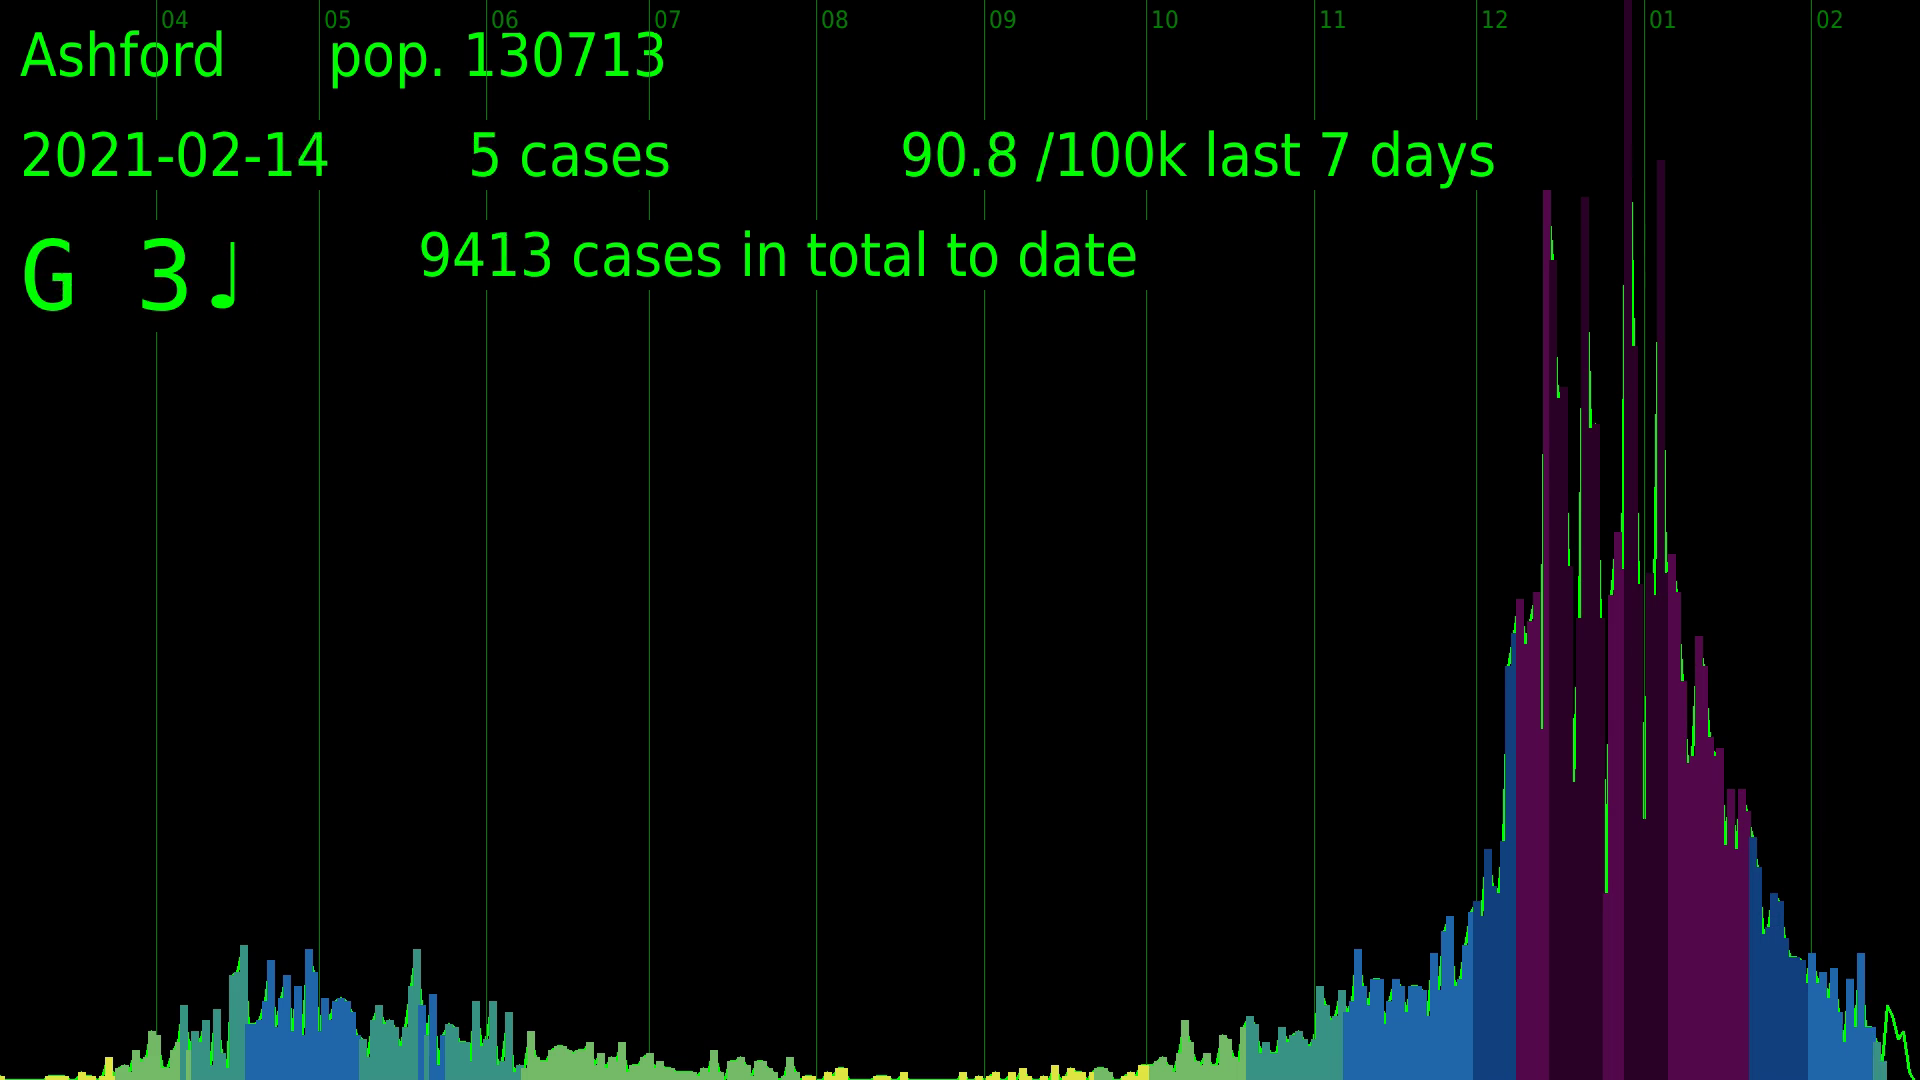 04 05 06 07 08 09 10 11 12 01 02
Ashford pop. 130713
2021-02-14 5 cases 90.8 /100k last 7 days
G 3♩ 9413 cases in total to date